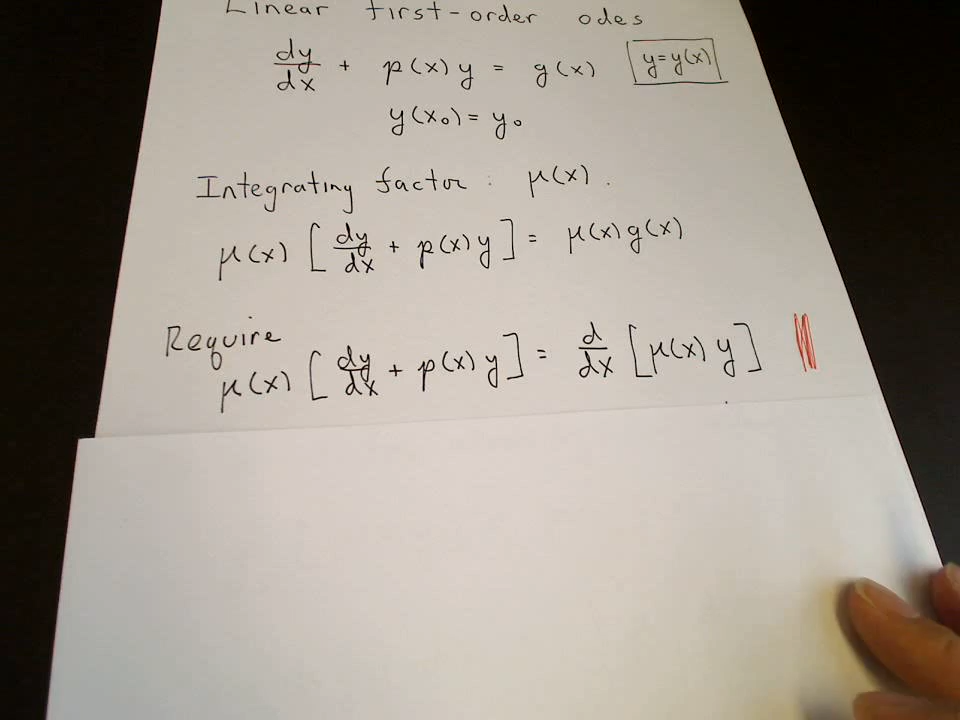 Linear first-order odes
dy/dx + p(x)y = g(x) y=y(x)
y(x₀)=y₀
Integrating factor: μ(x).
μ(x) [dy/dx + p(x)y] = μ(x)g(x)
Require
μ(x) [dy/dx + p(x)y] = d/dx [μ(x)y]